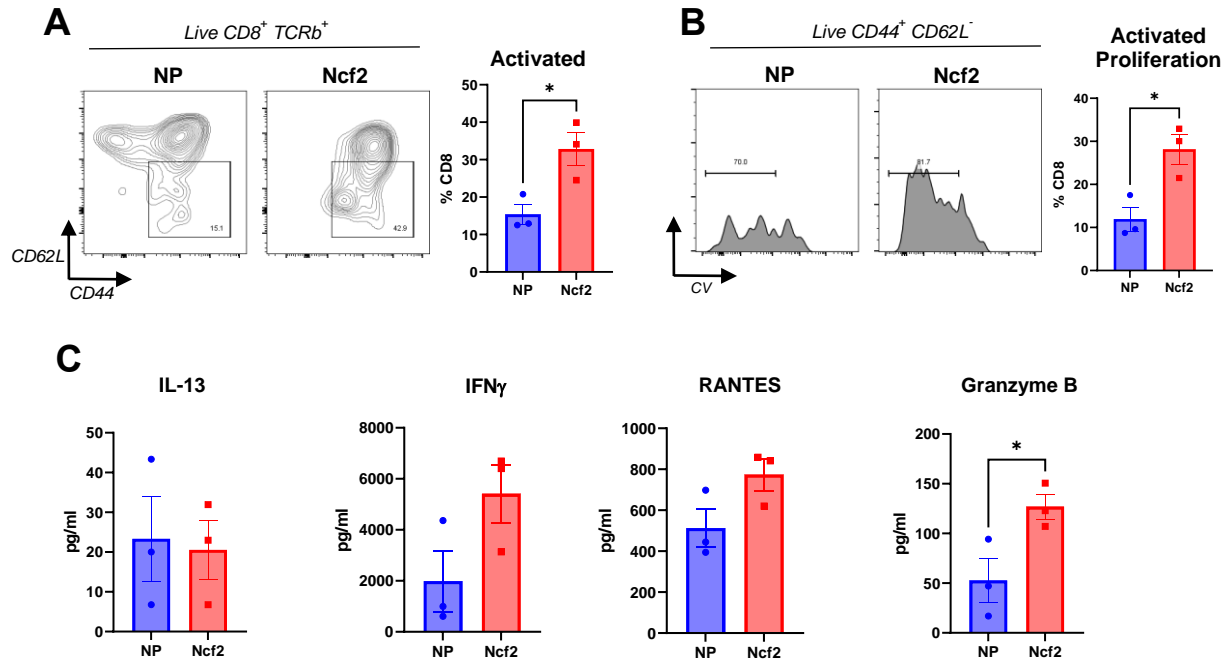 A
Live CD8+ TCRb+
NP
Ncf2
15.1
42.9
CD62L
CD44
Activated
*
% CD8
50
40
30
20
10
0
NP
Ncf2
B
Live CD44+ CD62L-
NP
Ncf2
70.0
81.7
CV
Activated
Proliferation
*
% CD8
40
30
20
10
0
NP
Ncf2
C
IL-13
pg/ml
50
40
30
20
10
0
NP
Ncf2
IFNγ
pg/ml
8000
6000
4000
2000
0
NP
Ncf2
RANTES
pg/ml
1000
800
600
400
200
0
NP
Ncf2
Granzyme B
*
pg/ml
200
150
100
50
0
NP
Ncf2